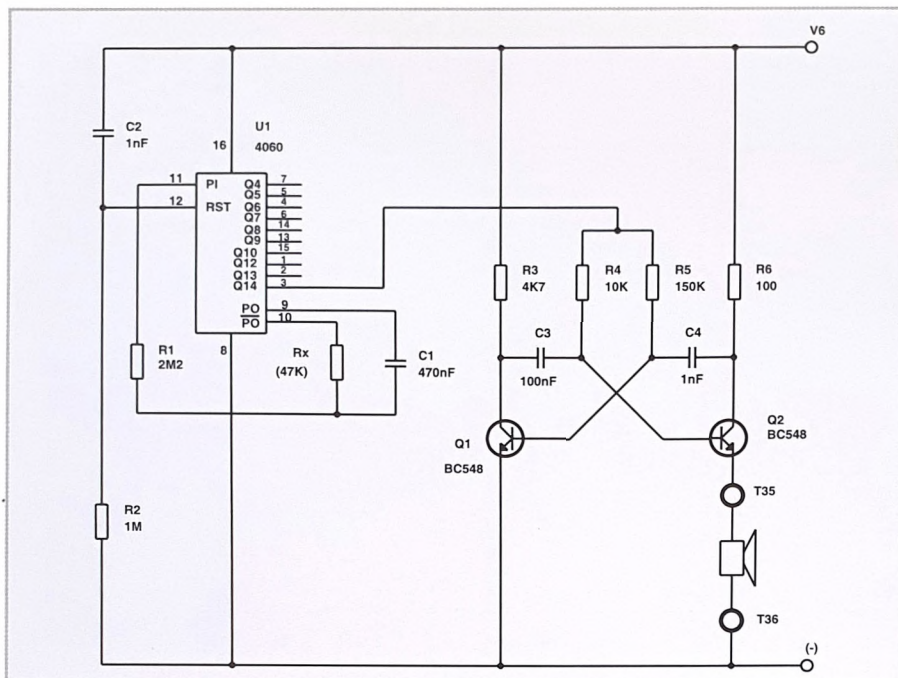 V6
C2
1nF
16
U1
4060
11
PI
12
RST
Q4
7
Q5
5
Q6
4
Q7
6
Q8
14
Q9
13
Q10
15
Q12
1
Q13
2
Q14
3
PO
9
PO
10
8
R1
2M2
Rx
(47K)
C1
470nF
R2
1M
R3
4K7
R4
10K
R5
150K
R6
100
C3
100nF
C4
1nF
Q1
BC548
Q2
BC548
T35
T36
(-)